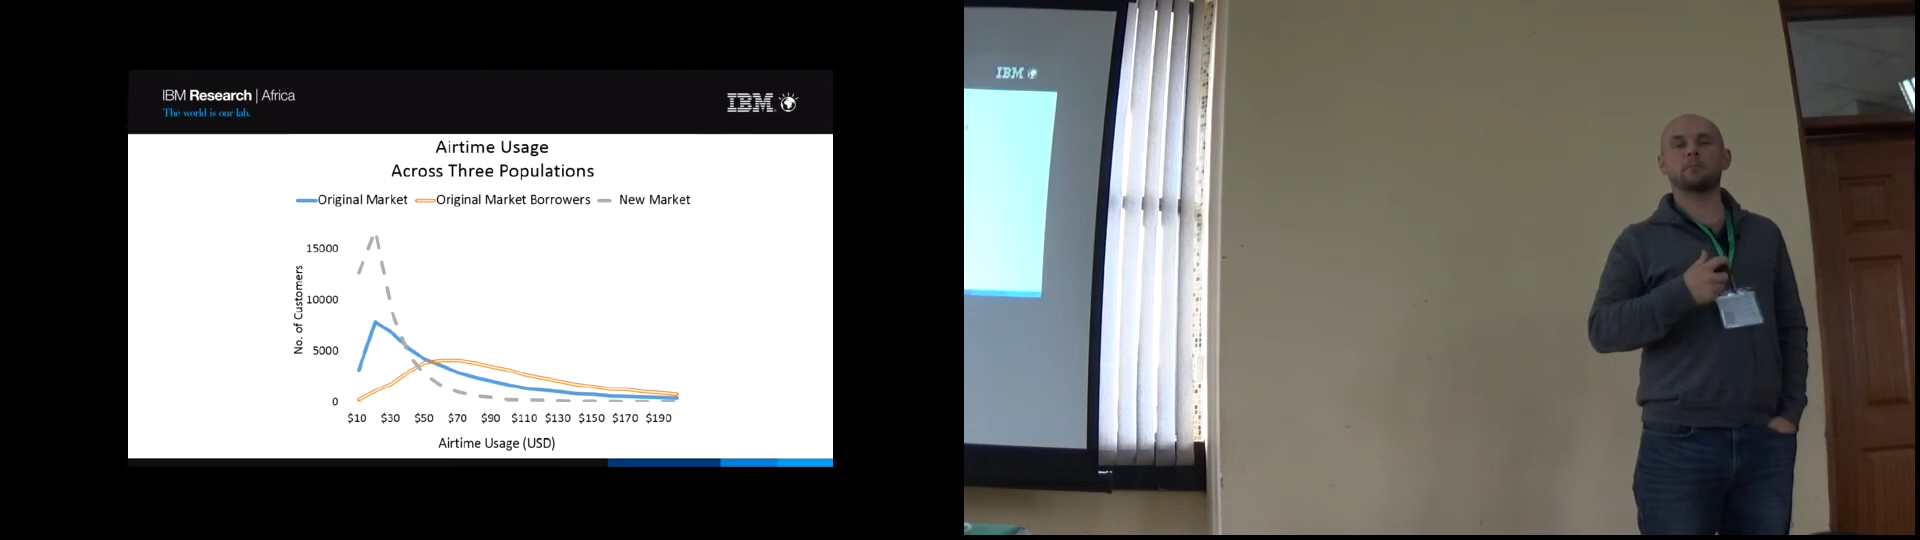 IBM Research | Africa
The world is our lab.
IBM
Airtime Usage
Across Three Populations
Original Market Original Market Borrowers New Market
No. of Customers
15000
10000
5000
0
$10 $30 $50 $70 $90 $110 $130 $150 $170 $190
Airtime Usage (USD)
IBM